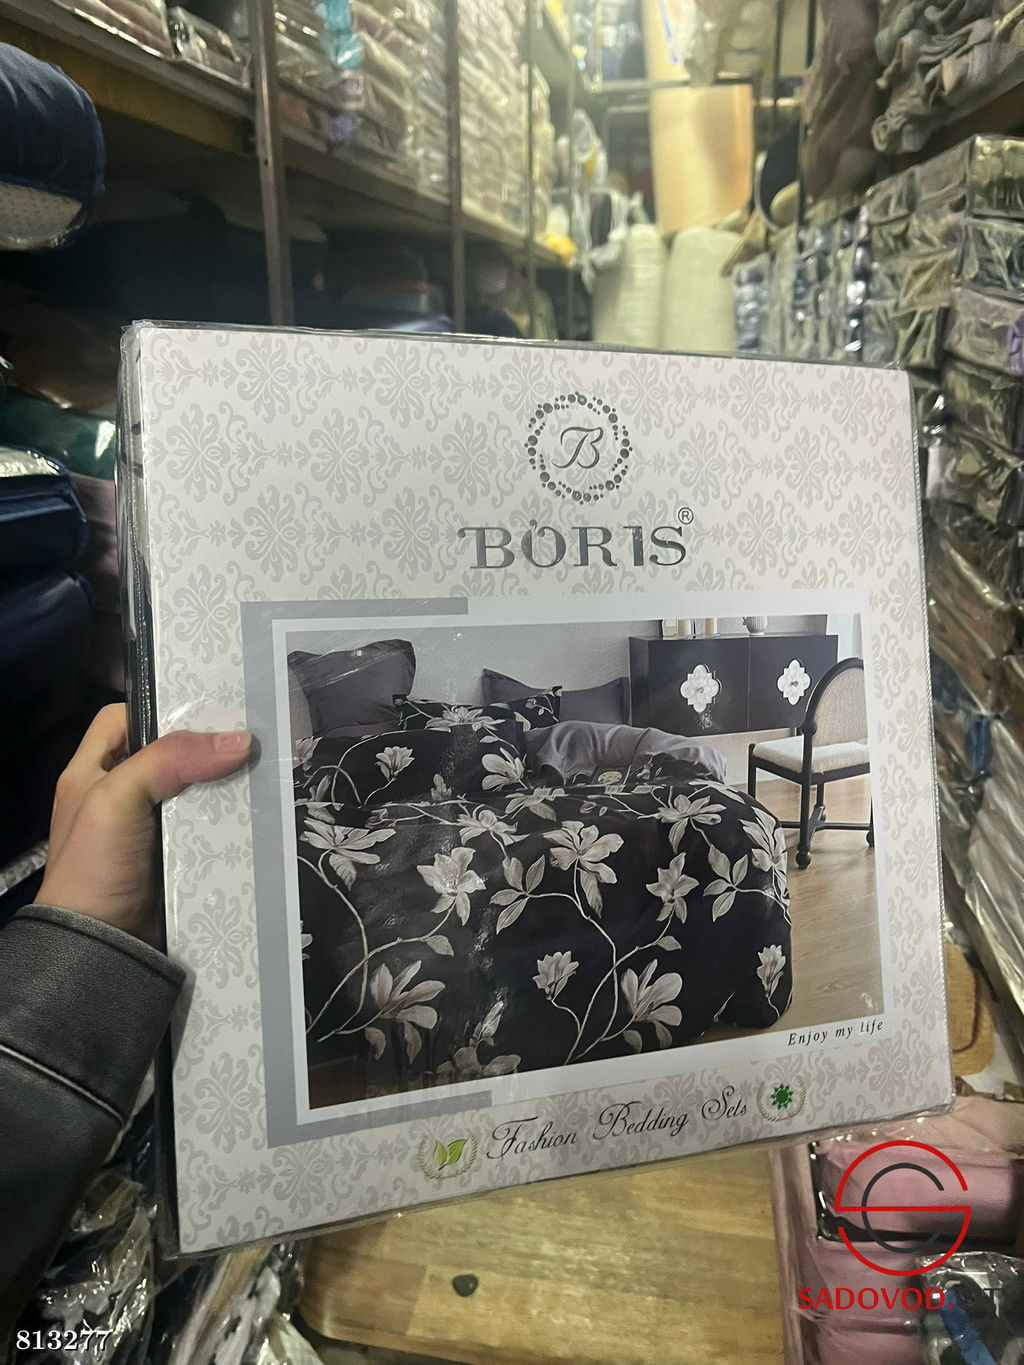 B
BORIS®
Enjoy my life
Fashion Bedding Sets
SADOVOD.
813277